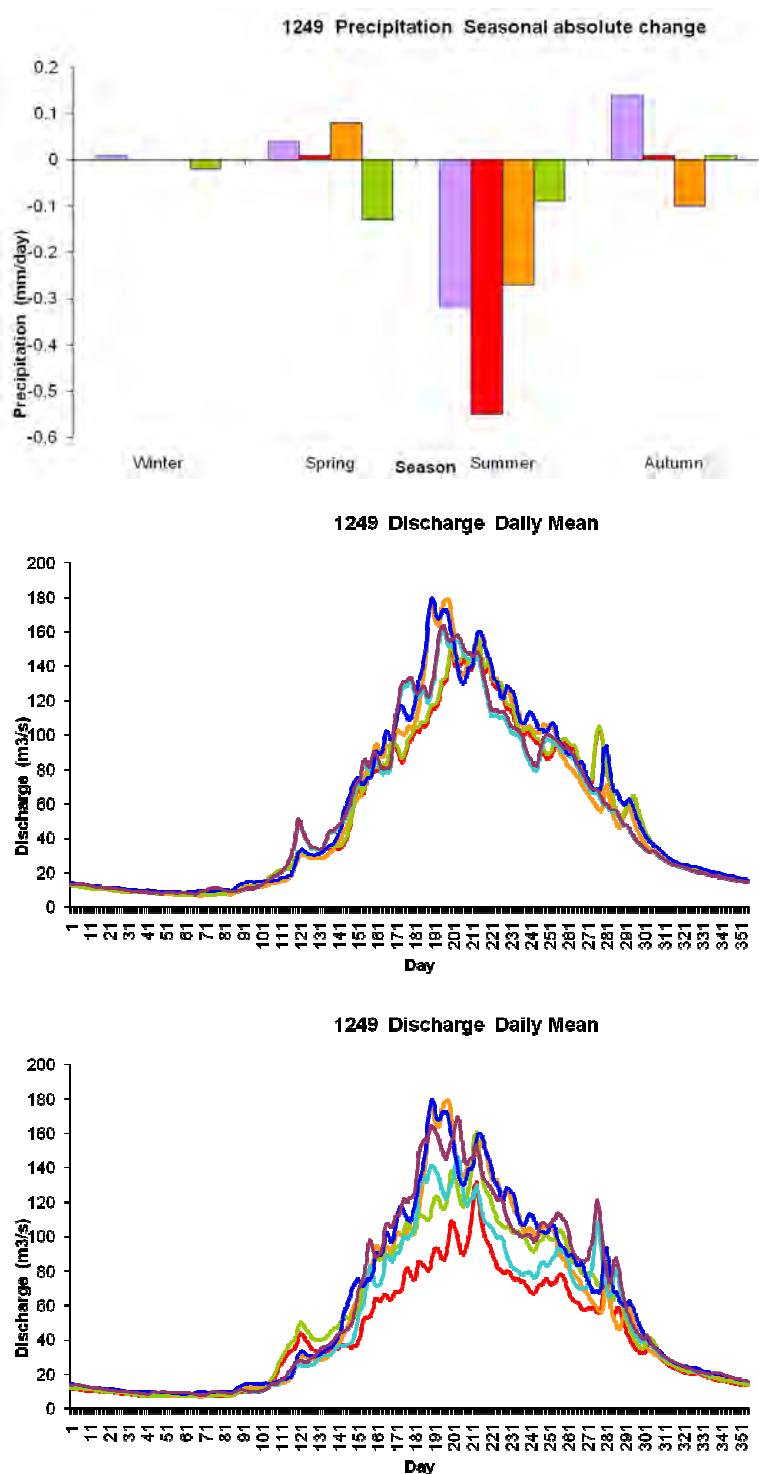 1249 Precipitation Seasonal absolute change
Precipitation (mm/day)
0.2
0.1
0
-0.1
-0.2
-0.3
-0.4
-0.5
-0.6
Winter Spring Season Summer Autumn
1249 Discharge Daily Mean
Discharge (m3/s)
200
180
160
140
120
100
80
60
40
20
0
1 11 21 31 41 51 61 71 81 91 101 111 121 131 141 151 161 171 181 191 201 211 221 231 241 251 261 271 281 291 301 311 321 331 341 351
Day
1249 Discharge Daily Mean
Discharge (m3/s)
200
180
160
140
120
100
80
60
40
20
0
1 11 21 31 41 51 61 71 81 91 101 111 121 131 141 151 161 171 181 191 201 211 221 231 241 251 261 271 281 291 301 311 321 331 341 351
Day